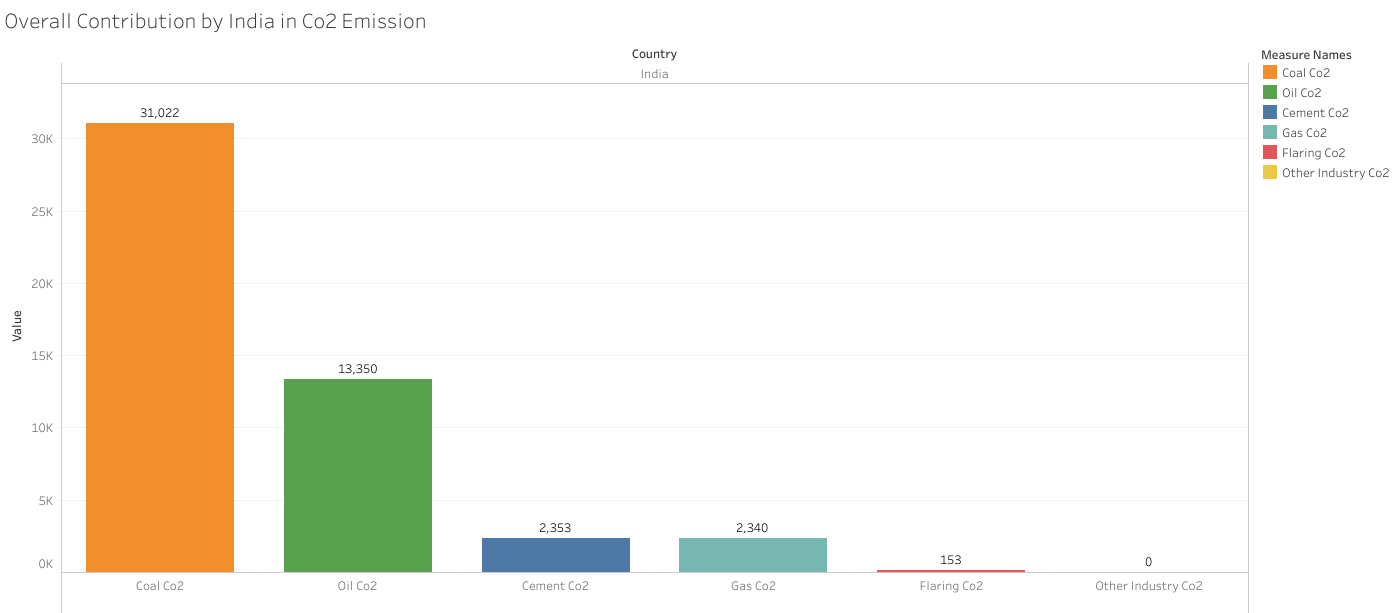 Overall Contribution by India in Co2 Emission
Country
India
31,022
30K
25K
20K
15K
13,350
10K
5K
2,353
2,340
153
0
0K
Value
Coal Co2
Oil Co2
Cement Co2
Gas Co2
Flaring Co2
Other Industry Co2
Measure Names
Coal Co2
Oil Co2
Cement Co2
Gas Co2
Flaring Co2
Other Industry Co2